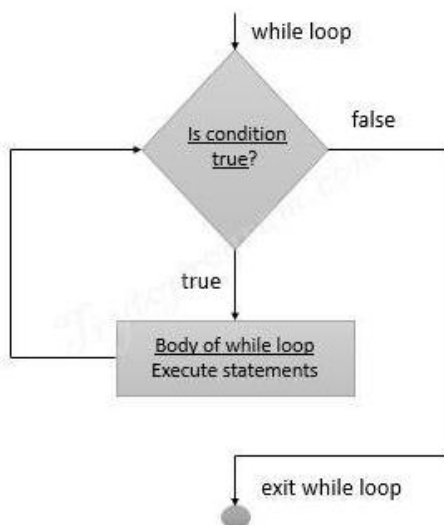 while loop
Is condition
true?
false
true
Body of while loop
Execute statements
exit while loop